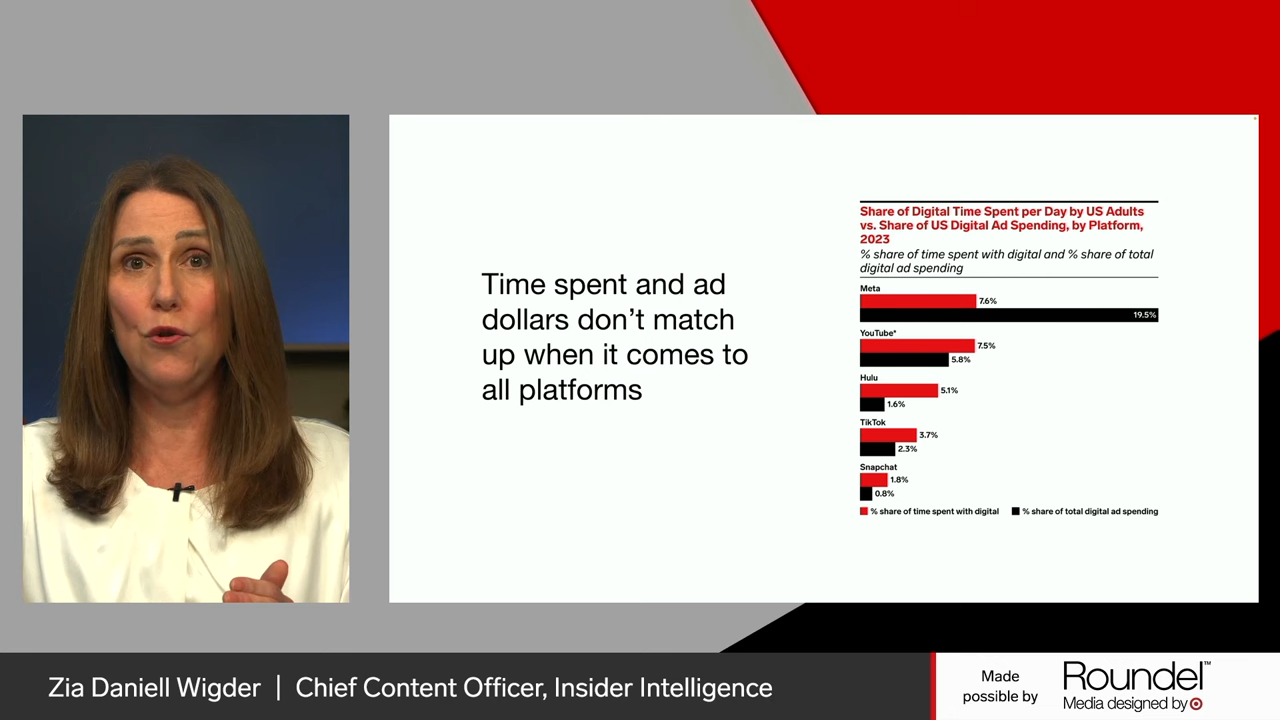 Time spent and ad
dollars don't match
up when it comes to
all platforms
Share of Digital Time Spent per Day by US Adults
vs. Share of US Digital Ad Spending, by Platform,
2023
% share of time spent with digital and % share of total
digital ad spending
Meta
7.6%
19.5%
YouTube*
7.5%
5.8%
Hulu
5.1%
1.6%
TikTok
3.7%
2.3%
Snapchat
1.8%
0.8%
% share of time spent with digital % share of total digital ad spending
Zia Daniell Wigder | Chief Content Officer, Insider Intelligence
Made
possible by
Roundel™
Media designed by